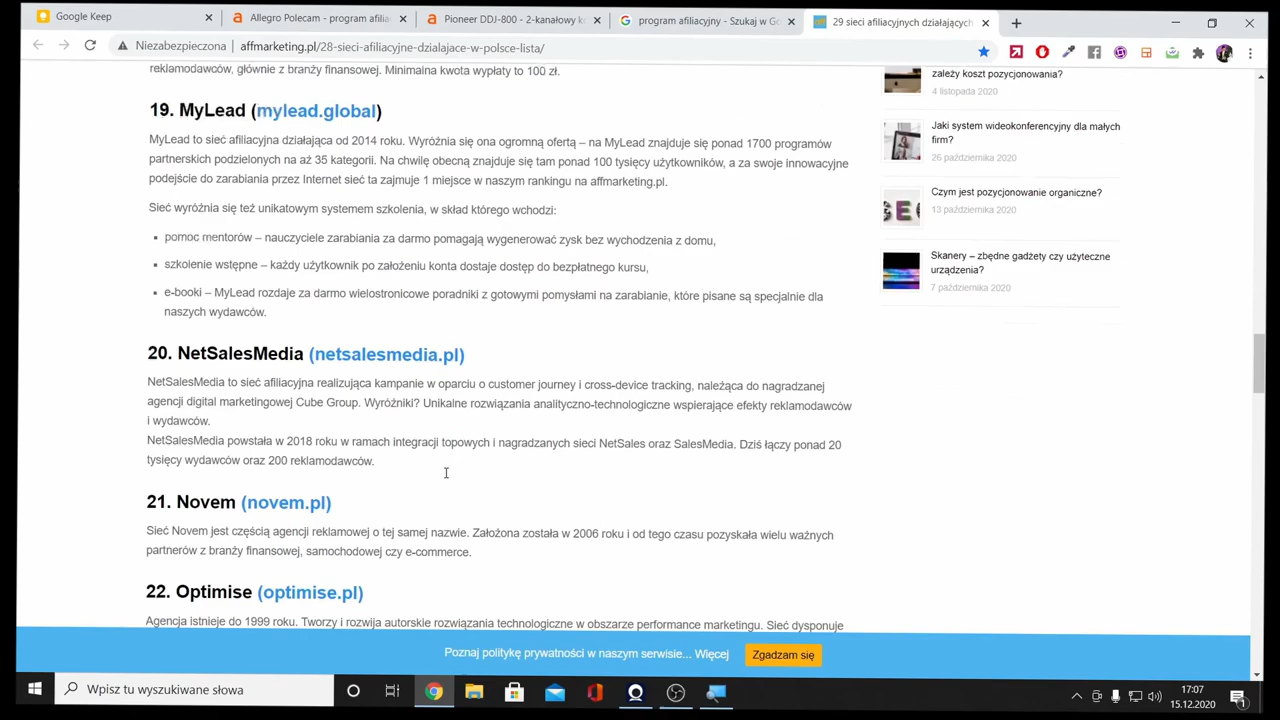 Google Keep
Allegro Polecam - program afilia
Pioneer DDJ-800 - 2-kanałowy k
program afiliacyjny - Szukaj w Go
29 sieci afiliacyjnych działających
Niezabezpieczona
affmarketing.pl/28-sieci-afiliacyjne-dzialajace-w-polsce-lista/
reklamodawców, głównie z branży finansowej. Minimalna kwota wypłaty to 100 zł.
19. MyLead (mylead.global)
MyLead to sieć afiliacyjna działająca od 2014 roku. Wyróżnia się ona ogromną ofertą – na MyLead znajduje się ponad 1700 programów
partnerskich podzielonych na aż 35 kategorii. Na chwilę obecną znajduje się tam ponad 100 tysięcy użytkowników, a za swoje innowacyjne
podejście do zarabiania przez Internet sieć ta zajmuje 1 miejsce w naszym rankingu na affmarketing.pl.
Sieć wyróżnia się też unikatowym systemem szkolenia, w skład którego wchodzi:
pomoc mentorów – nauczyciele zarabiania za darmo pomagają wygenerować zysk bez wychodzenia z domu,
szkolenie wstępne – każdy użytkownik po założeniu konta dostaje dostęp do bezpłatnego kursu,
e-booki – MyLead rozdaje za darmo wielostronicowe poradniki z gotowymi pomysłami na zarabianie, które pisane są specjalnie dla
naszych wydawców.
20. NetSalesMedia (netsalesmedia.pl)
NetSalesMedia to sieć afiliacyjna realizująca kampanie w oparciu o customer journey i cross-device tracking, należąca do nagradzanej
agencji digital marketingowej Cube Group. Wyróżniki? Unikalne rozwiązania analityczno-technologiczne wspierające efekty reklamodawców
i wydawców.
NetSalesMedia powstała w 2018 roku w ramach integracji topowych i nagradzanych sieci NetSales oraz SalesMedia. Dziś łączy ponad 20
tysięcy wydawców oraz 200 reklamodawców.
21. Novem (novem.pl)
Sieć Novem jest częścią agencji reklamowej o tej samej nazwie. Założona została w 2006 roku i od tego czasu pozyskała wielu ważnych
partnerów z branży finansowej, samochodowej czy e-commerce.
22. Optimise (optimise.pl)
Agencja istnieje do 1999 roku. Tworzy i rozwija autorskie rozwiązania technologiczne w obszarze performance marketingu. Sieć dysponuje
zależy koszt pozycjonowania?
4 listopada 2020
Jaki system wideokonferencyjny dla małych
firm?
26 października 2020
Czym jest pozycjonowanie organiczne?
13 października 2020
Skanery – zbędne gadżety czy użyteczne
urządzenia?
7 października 2020
Poznaj politykę prywatności w naszym serwisie... Więcej
Zgadzam się
Wpisz tu wyszukiwane słowa
17:07
15.12.2020